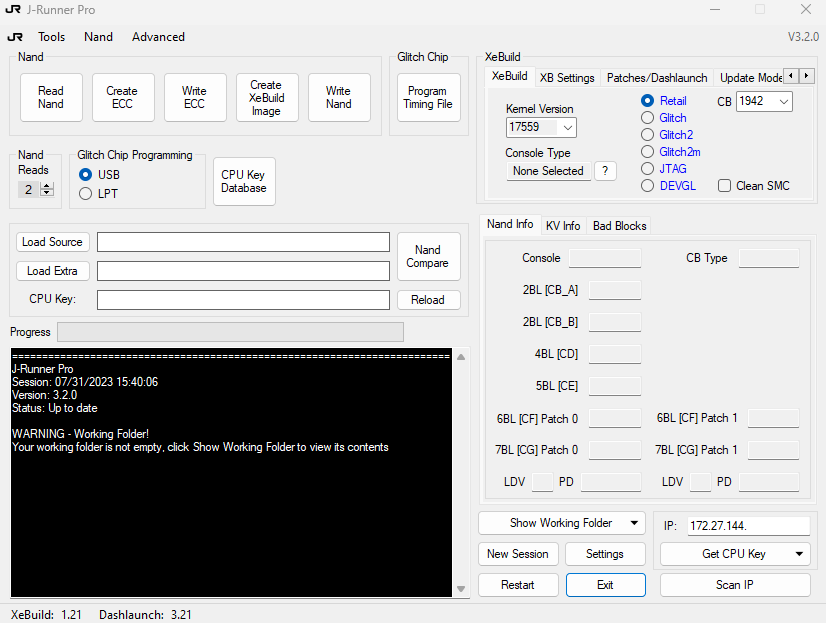 JR J-Runner Pro
JR Tools Nand Advanced V3.2.0
Nand
Read Nand
Create ECC
Write ECC
Create XeBuild Image
Write Nand
Glitch Chip
Program Timing File
Nand Reads
2
Glitch Chip Programming
USB
LPT
CPU Key Database
Load Source
Load Extra
CPU Key:
Nand Compare
Reload
Progress
==========================================================================
J-Runner Pro
Session: 07/31/2023 15:40:06
Version: 3.2.0
Status: Up to date
WARNING - Working Folder!
Your working folder is not empty, click Show Working Folder to view its contents
XeBuild
XeBuild XB Settings Patches/Dashlaunch Update Mode
Kernel Version
17559
Console Type
None Selected ?
Retail
Glitch
Glitch2
Glitch2m
JTAG
DEVGL
CB 1942
Clean SMC
Nand Info KV Info Bad Blocks
Console CB Type
2BL [CB_A]
2BL [CB_B]
4BL [CD]
5BL [CE]
6BL [CF] Patch 0 6BL [CF] Patch 1
7BL [CG] Patch 0 7BL [CG] Patch 1
LDV PD LDV PD
Show Working Folder
New Session Settings
Restart Exit
IP: 172.27.144.
Get CPU Key
Scan IP
XeBuild: 1.21 Dashlaunch: 3.21